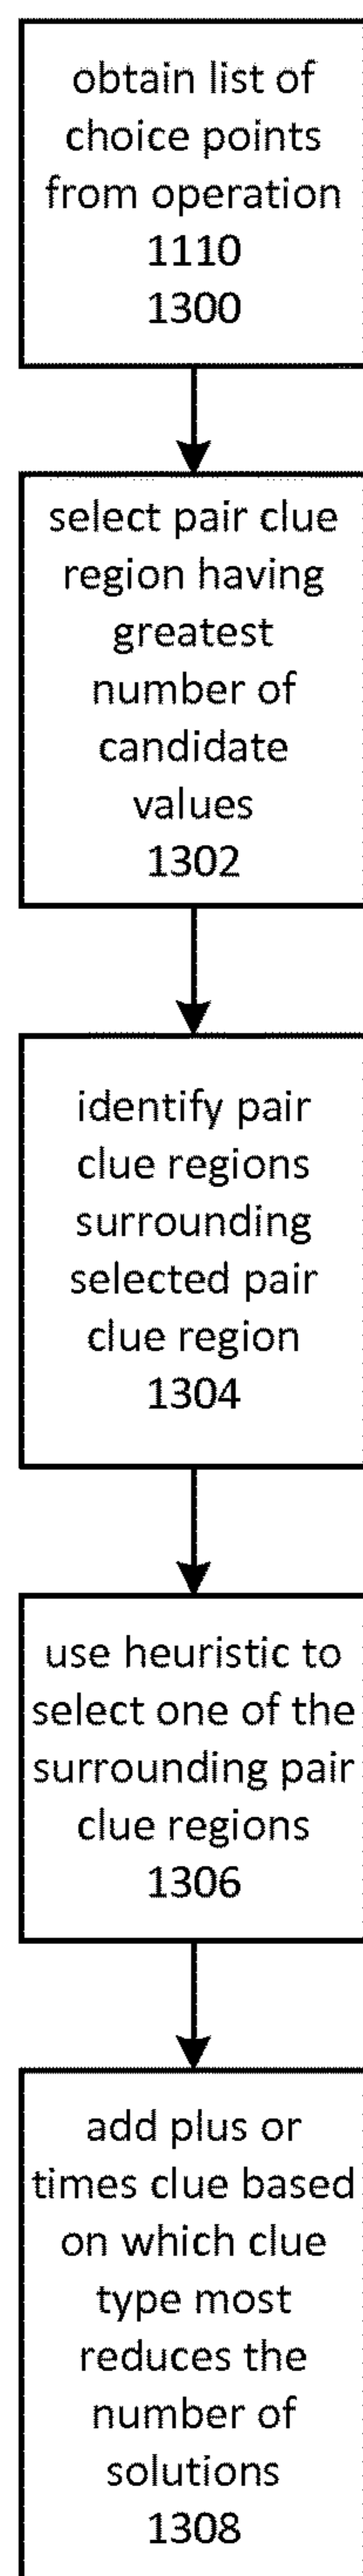 obtain list of
choice points
from operation
1110
1300
select pair clue
region having
greatest
number of
candidate
values
1302
identify pair
clue regions
surrounding
selected pair
clue region
1304
use heuristic to
select one of the
surrounding pair
clue regions
1306
add plus or
times clue based
on which clue
type most
reduces the
number of
solutions
1308